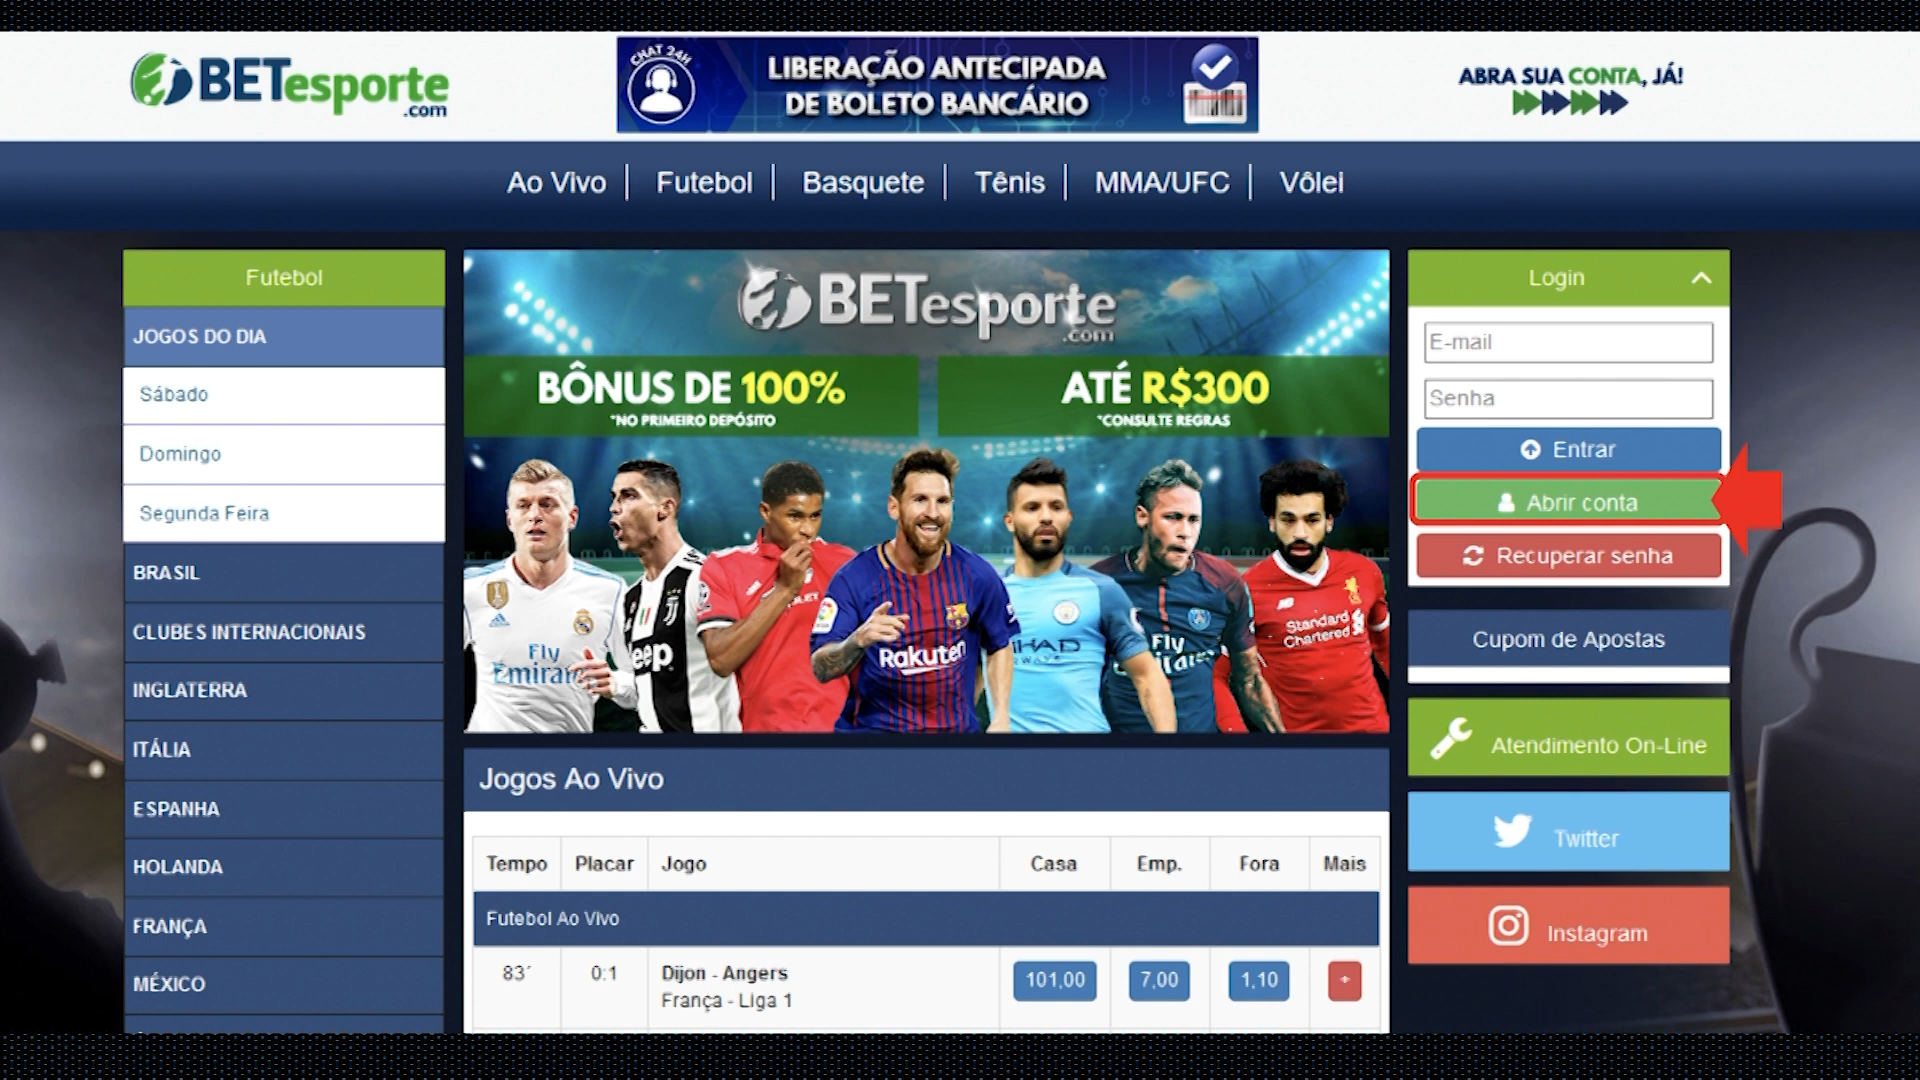 BETesporte
.com
CHAT 24H
LIBERAÇÃO ANTECIPADA
DE BOLETO BANCÁRIO
ABRA SUA CONTA, JÁ!
Ao Vivo
Futebol
Basquete
Tênis
MMA/UFC
Vôlei
Futebol
JOGOS DO DIA
Sábado
Domingo
Segunda Feira
BRASIL
CLUBES INTERNACIONAIS
INGLATERRA
ITÁLIA
ESPANHA
HOLANDA
FRANÇA
MÉXICO
BETesporte
.com
BÔNUS DE 100%
*NO PRIMEIRO DEPÓSITO
ATÉ R$300
*CONSULTE REGRAS
Fly
Emirates
Jeep
Rakuten
Fly
Emirates
Standard
Chartered
Jogos Ao Vivo
Tempo Placar Jogo Casa Emp. Fora Mais
Futebol Ao Vivo
83´ 0:1 Dijon - Angers 101,00 7,00 1,10 +
França - Liga 1
Login
E-mail
Senha
Entrar
Abrir conta
Recuperar senha
Cupom de Apostas
Atendimento On-Line
Twitter
Instagram